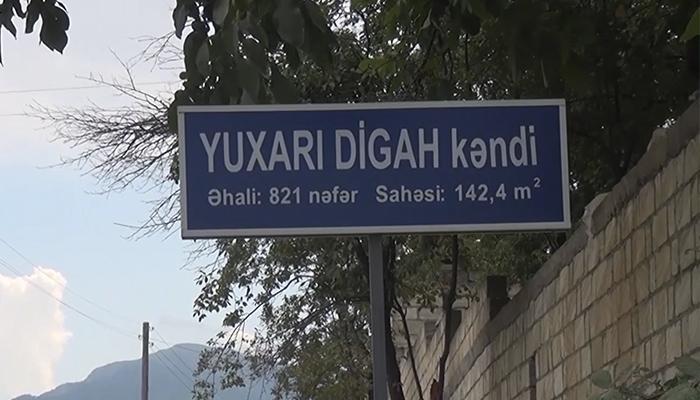 YUXARI DİGAH kəndi
Əhali: 821 nəfər Sahəsi: 142,4 m²